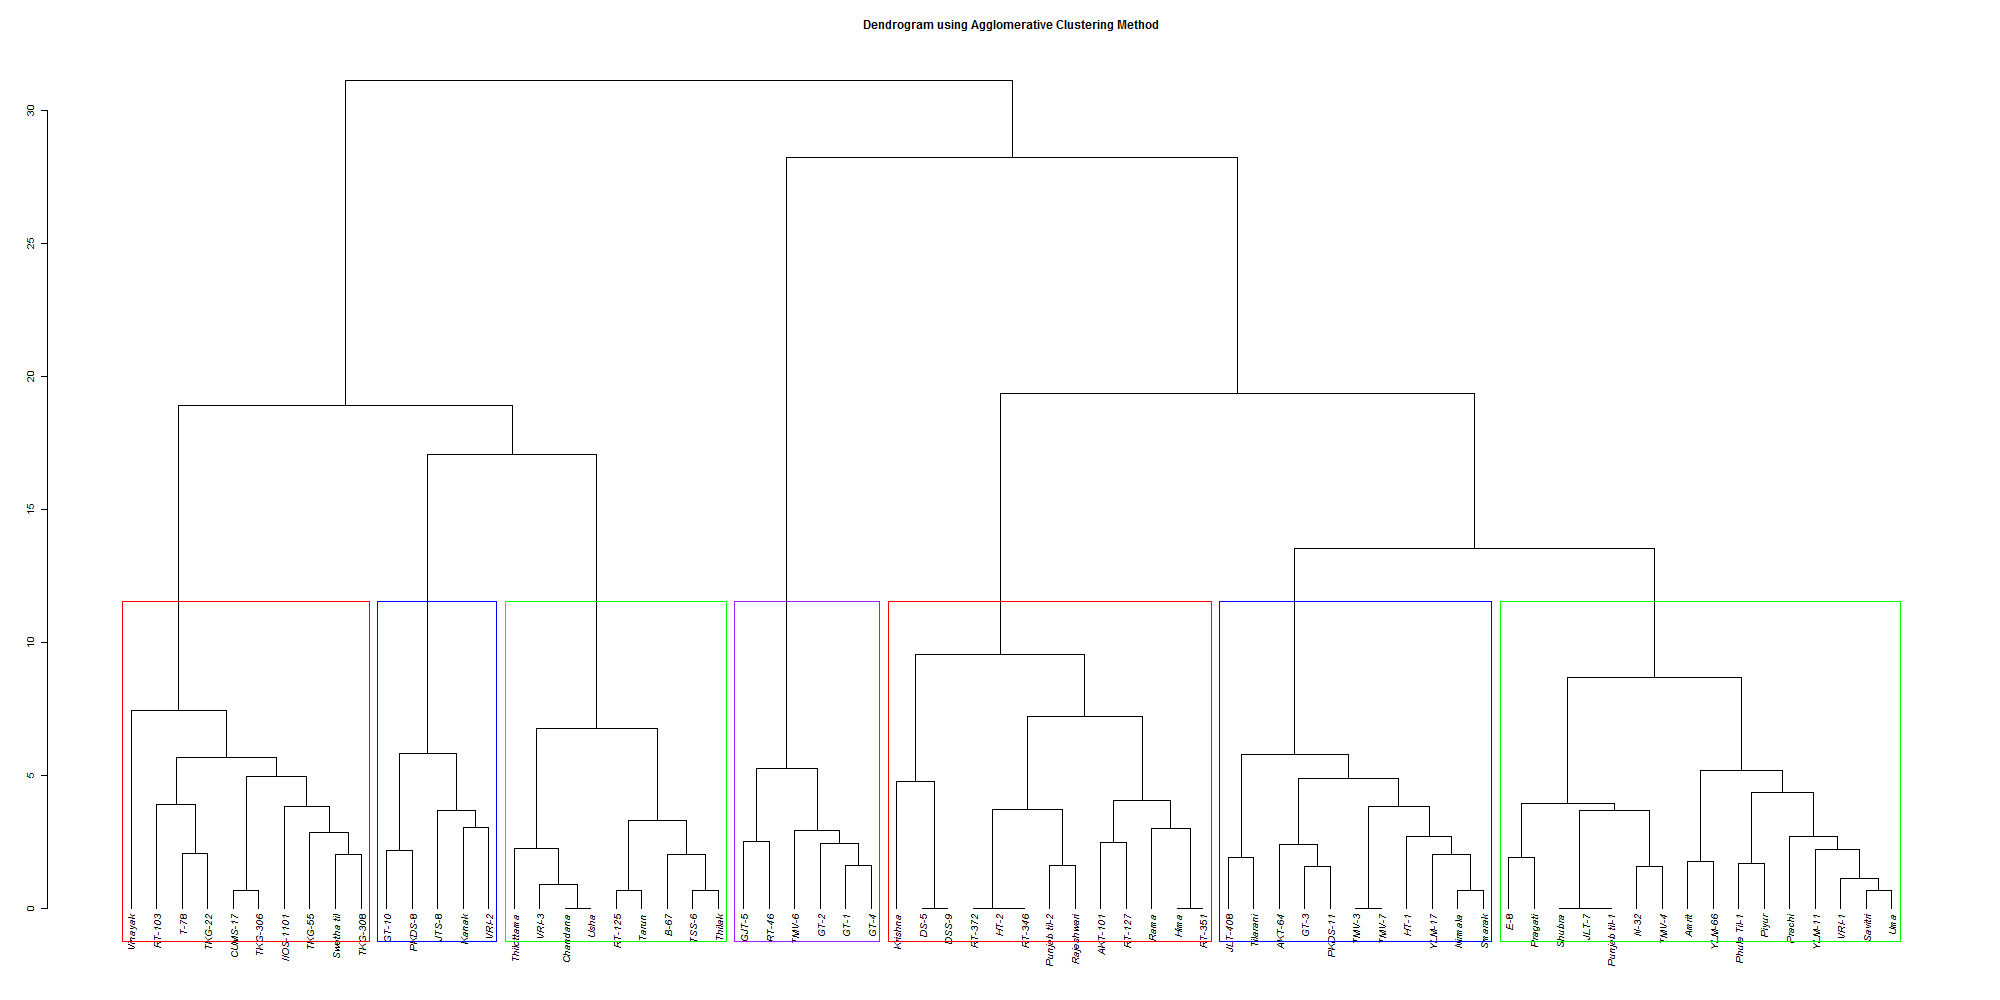 Dendrogram using Agglomerative Clustering Method
30
25
20
15
10
5
0
Vinayak
RT-103
T-78
TKG-22
CUMS-17
TKG-306
IIOS-1101
TKG-55
Swetha til
TKG-308
GT-10
PKDS-8
JTS-8
Kanak
VRI-2
Thilottama
VRI-3
Chandana
Usha
RT-125
Tarun
B-67
TSS-6
Thilak
GJT-5
RT-46
TMV-6
GT-2
GT-1
GT-4
Krishna
DS-5
DSS-9
RT-372
HT-2
RT-346
Punjeb til-2
Rajeshwari
AKT-101
RT-127
Rama
Hima
RT-351
JLT-408
Tilarani
AKT-64
GT-3
PKDS-11
TMV-3
TMV-7
HT-1
YLM-17
Nirmala
Smarak
E-8
Pragati
Shubra
JLT-7
Punjeb til-1
N-32
TMV-4
Amrit
YLM-66
Phule Til-1
Piyur
Prachi
YLM-11
VRI-1
Savitri
Uma